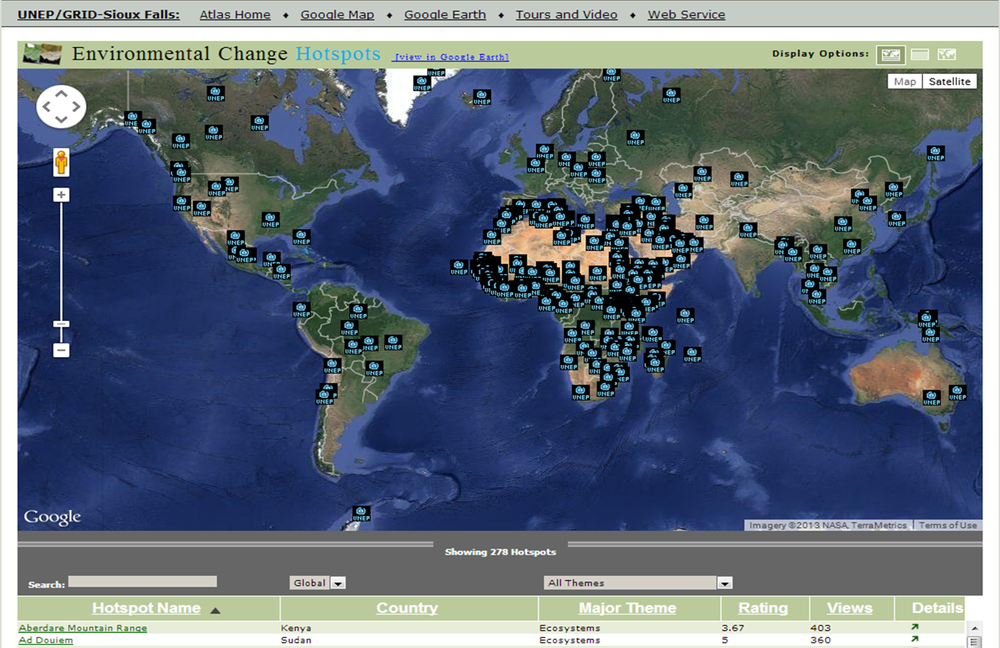 UNEP/GRID-Sioux Falls: Atlas Home ♦ Google Map ♦ Google Earth ♦ Tours and Video ♦ Web Service
Environmental Change Hotspots [view in Google Earth] Display Options:
Map Satellite
UNEP
Google
Imagery ©2013 NASA, TerraMetrics Terms of Use
Showing 278 Hotspots
Search: Global All Themes
Hotspot Name Country Major Theme Rating Views Details
Aberdare Mountain Range Kenya Ecosystems 3.67 403
Ad Douiem Sudan Ecosystems 5 360